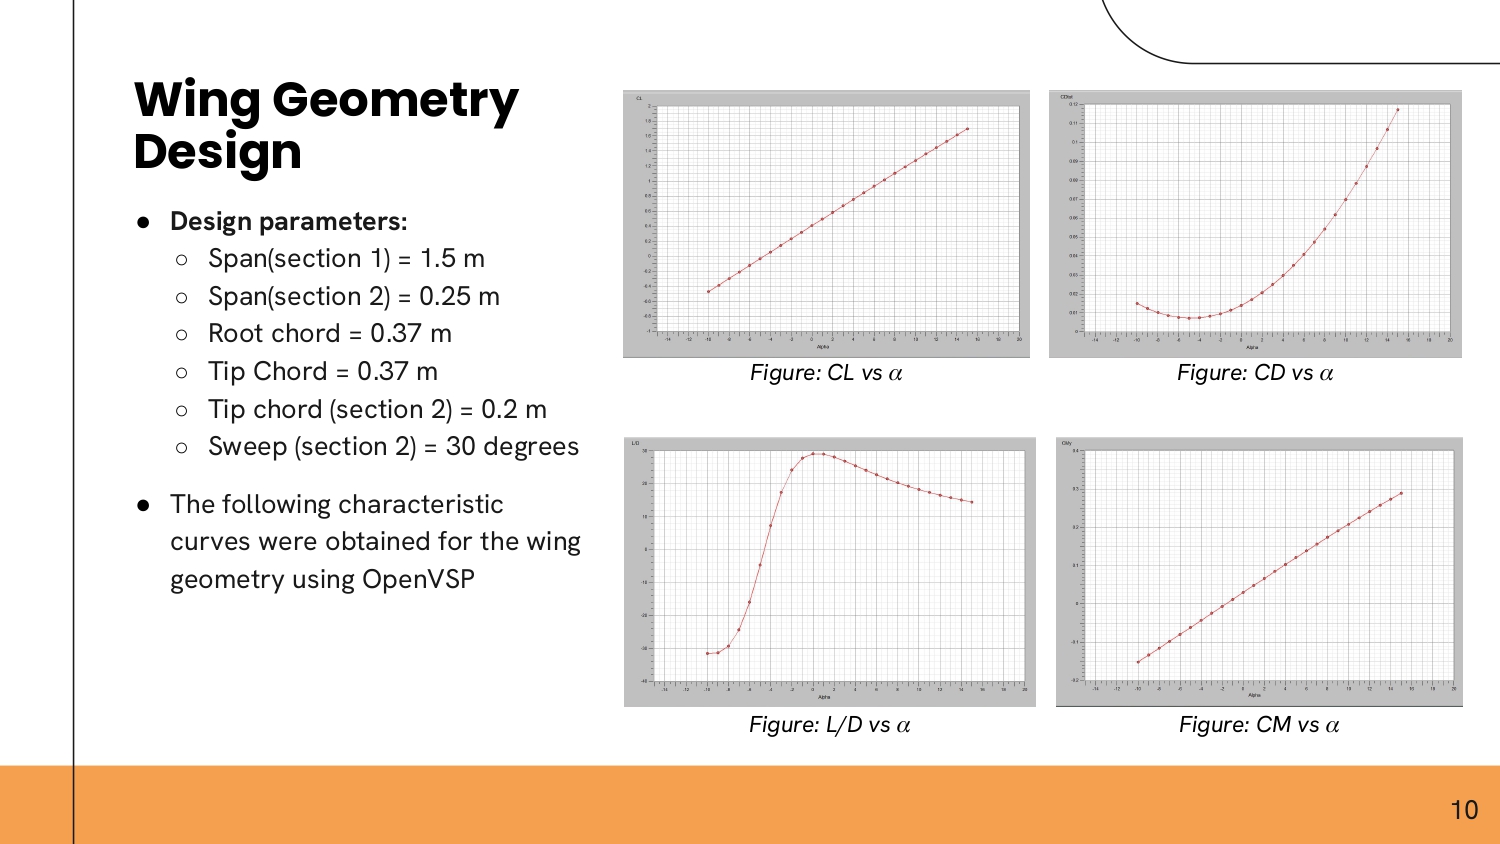 Wing Geometry
Design
● Design parameters:
○ Span(section 1) = 1.5 m
○ Span(section 2) = 0.25 m
○ Root chord = 0.37 m
○ Tip Chord = 0.37 m
○ Tip chord (section 2) = 0.2 m
○ Sweep (section 2) = 30 degrees
● The following characteristic
curves were obtained for the wing
geometry using OpenVSP
CL
Alpha
Figure: CL vs α
CDtot
Alpha
Figure: CD vs α
L/D
Alpha
Figure: L/D vs α
CMy
Alpha
Figure: CM vs α
10